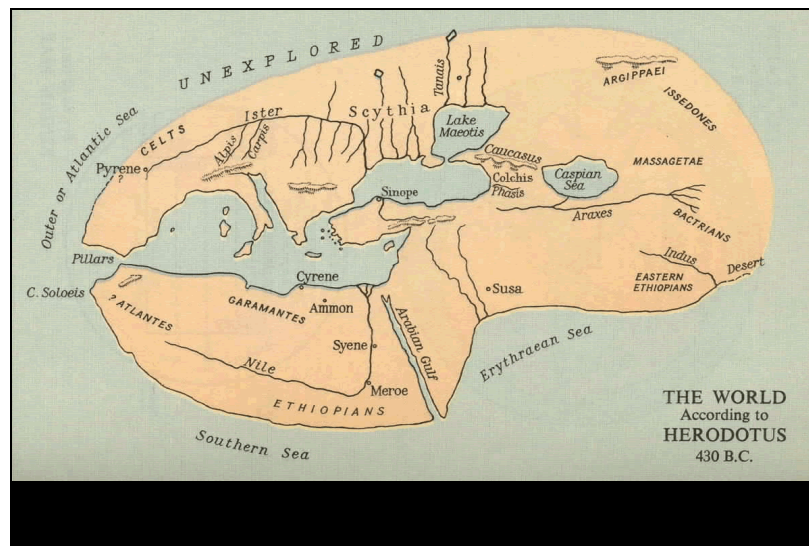 UNEXPLORED
Outer or Atlantic Sea
CELTS
Pyrene
?
Alpis
Carpis
Ister
Scythia
Tanais
Lake
Maeotis
Caucasus
Colchis
Phasis
Caspian
Sea
ARGIPPAEI
ISSEDONES
MASSAGETAE
Araxes
BACTRIANS
Sinope
Pillars
C. Soloeis
? ATLANTES
GARAMANTES
Cyrene
Ammon
Syene
Nile
Meroe
ETHIOPIANS
Arabian Gulf
Susa
Indus
EASTERN
ETHIOPIANS
Desert
Erythraean Sea
Southern Sea
THE WORLD
According to
HERODOTUS
430 B.C.